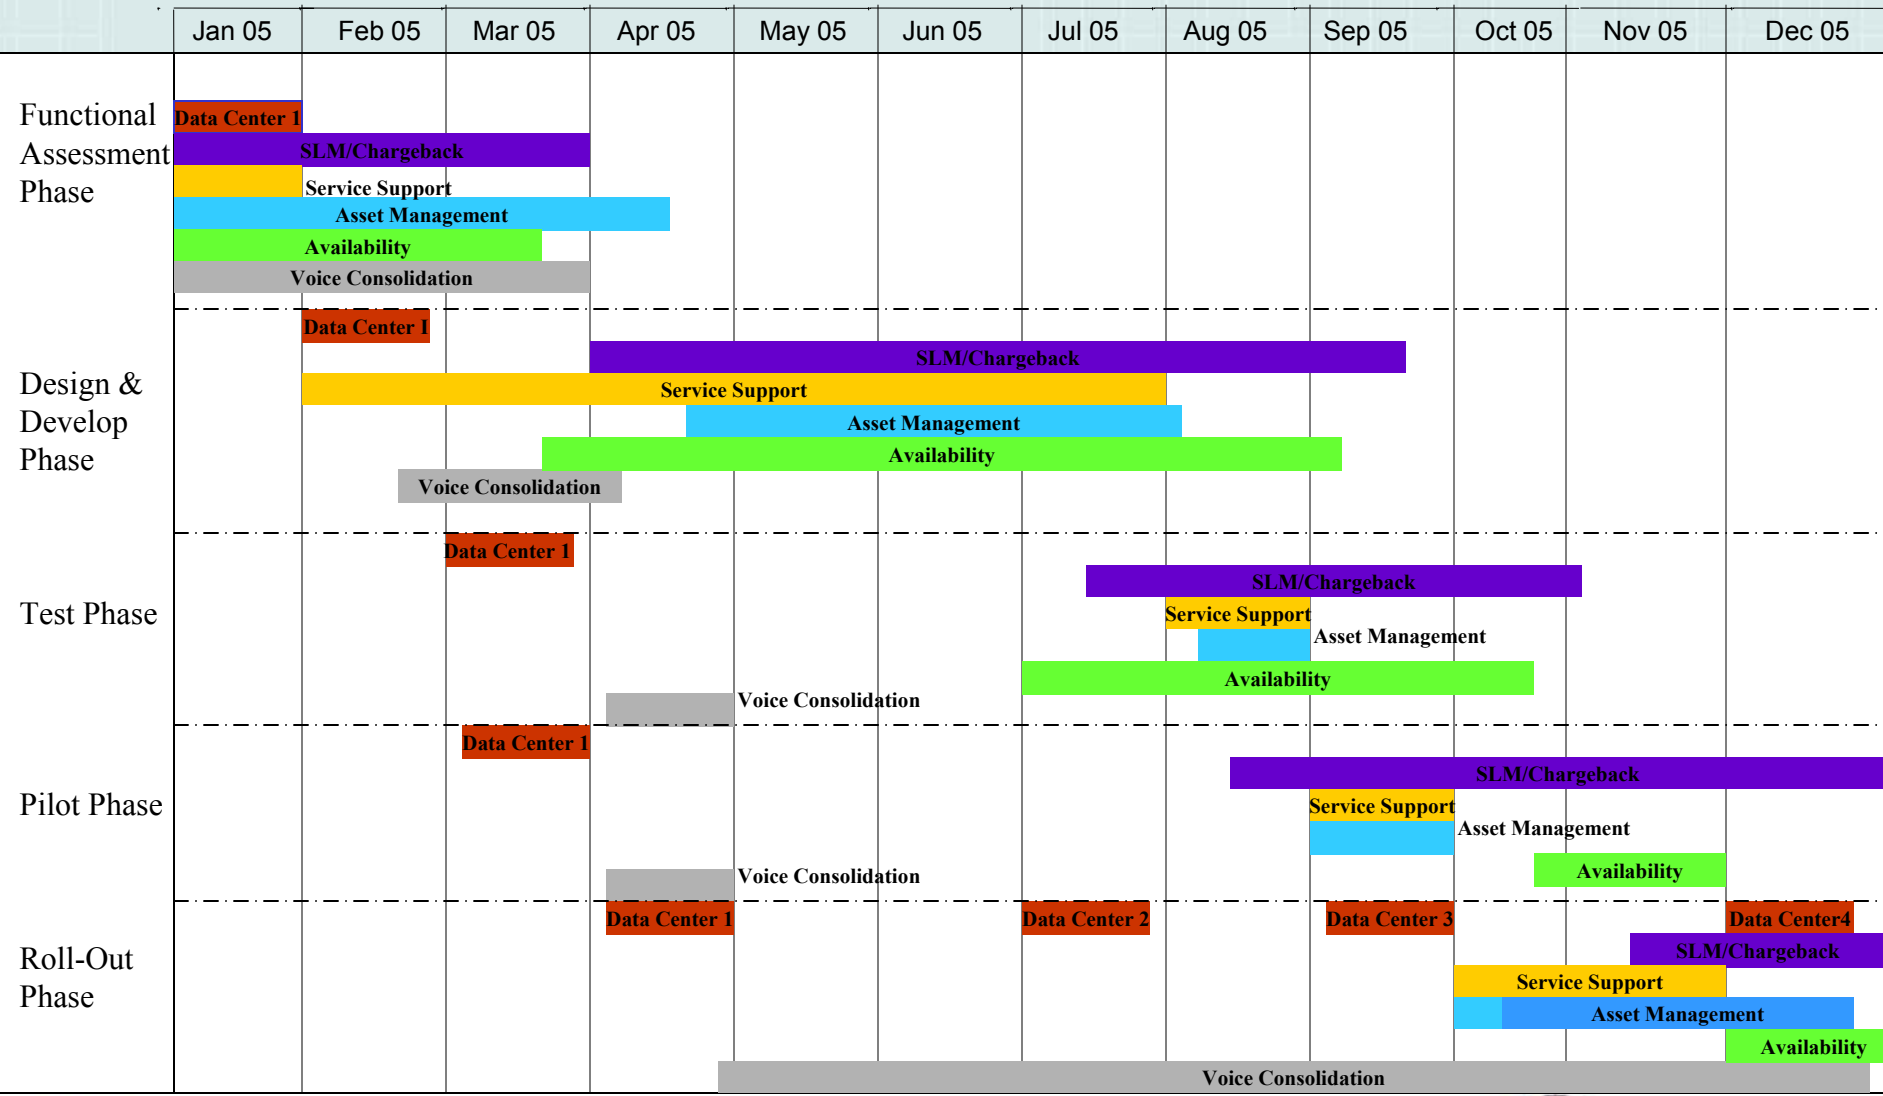 Jan 05 Feb 05 Mar 05 Apr 05 May 05 Jun 05 Jul 05 Aug 05 Sep 05 Oct 05 Nov 05 Dec 05
Functional
Assessment
Phase
Data Center 1
SLM/Chargeback
Service Support
Asset Management
Availability
Voice Consolidation
Design &
Develop
Phase
Data Center I
SLM/Chargeback
Service Support
Asset Management
Availability
Voice Consolidation
Test Phase
Data Center 1
SLM/Chargeback
Service Support
Asset Management
Availability
Voice Consolidation
Pilot Phase
Data Center 1
SLM/Chargeback
Service Support
Asset Management
Availability
Voice Consolidation
Roll-Out
Phase
Data Center 1 Data Center 2 Data Center 3 Data Center4
SLM/Chargeback
Service Support
Asset Management
Availability
Voice Consolidation